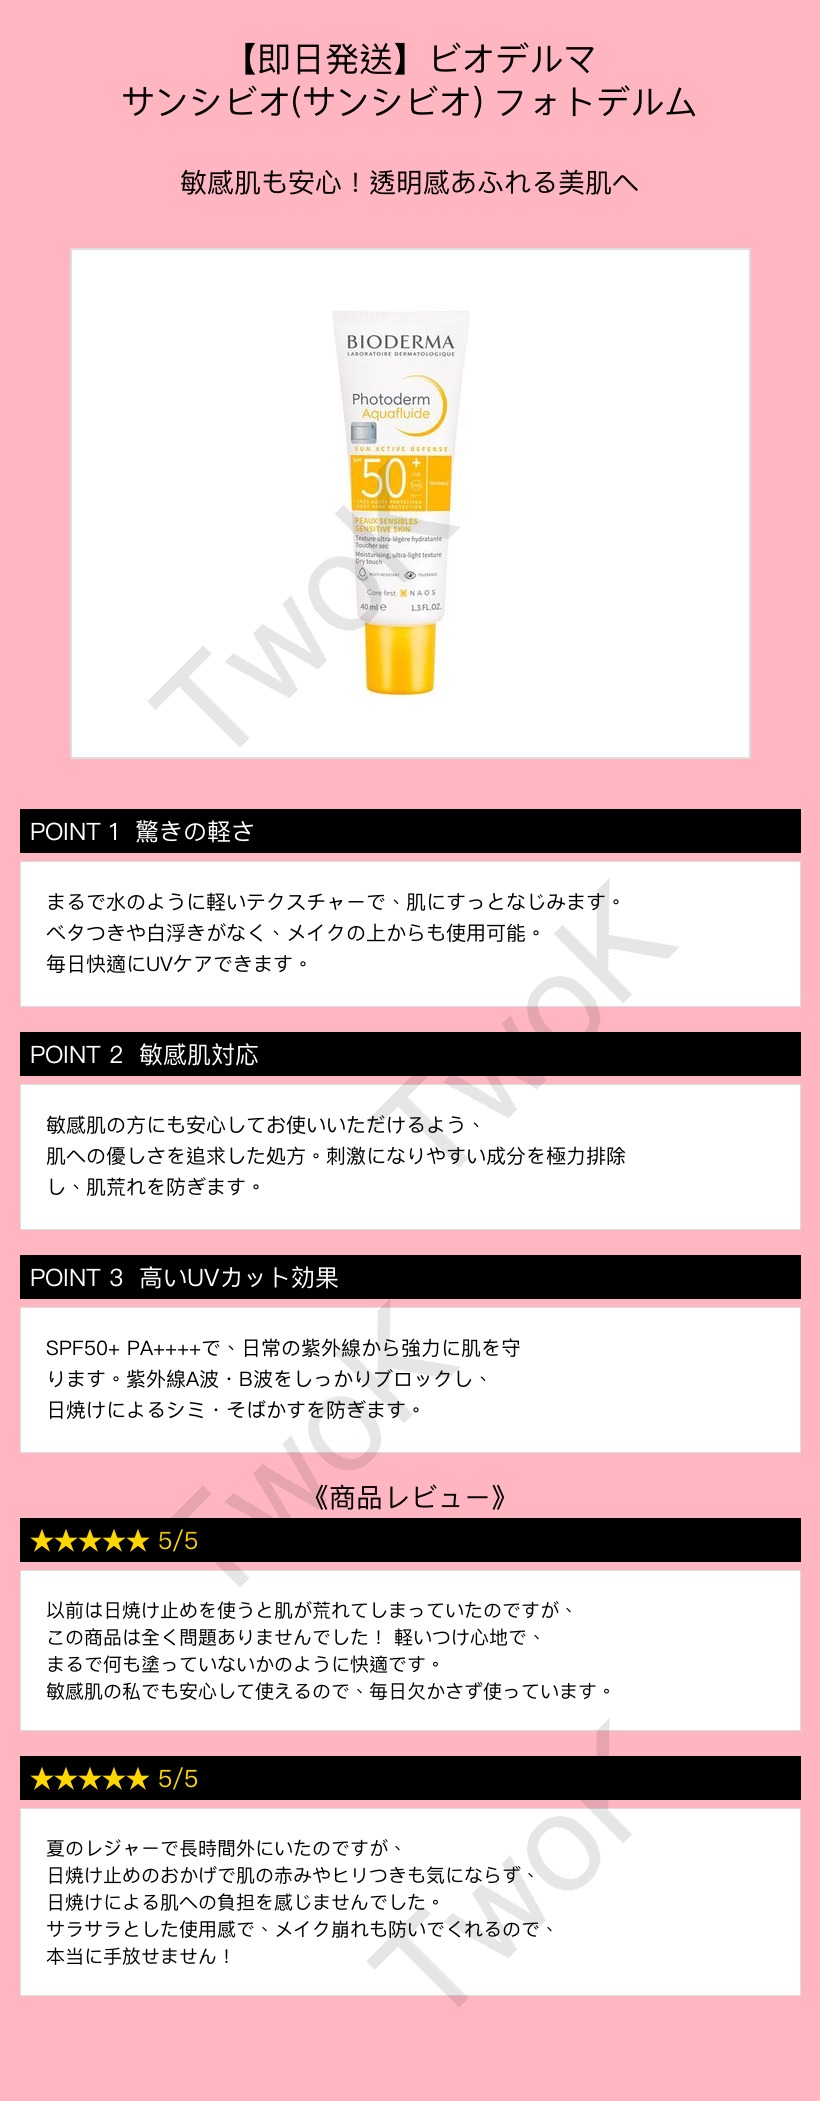 【即日発送】ビオデルマ
サンシビオ(サンシビオ) フォトデルム
敏感肌も安心！透明感あふれる美肌へ
BIODERMA
LABORATOIRE DERMATOLOGIQUE
Photoderm
Aquafluide
SUN ACTIVE DEFENSE
SPF 50+
TRÈS HAUTE PROTECTION
VERY HIGH PROTECTION
PEAUX SENSIBLES
SENSITIVE SKIN
Texture ultra-légère hydratante
Toucher sec
Moisturising, ultra-light texture
Dry touch
Care first NAOS
40 ml ℮ 1.3 FL.OZ.
TwoK
POINT 1 驚きの軽さ
まるで水のように軽いテクスチャーで、肌にすっとなじみます。
ベタつきや白浮きがなく、メイクの上からも使用可能。
毎日快適にUVケアできます。
TwoK
POINT 2 敏感肌対応
敏感肌の方にも安心してお使いいただけるよう、
肌への優しさを追求した処方。刺激になりやすい成分を極力排除
し、肌荒れを防ぎます。
POINT 3 高いUVカット効果
SPF50+ PA++++で、日常の紫外線から強力に肌を守
ります。紫外線A波・B波をしっかりブロックし、
日焼けによるシミ・そばかすを防ぎます。
TwoK
《商品レビュー》
★★★★★ 5/5
以前は日焼け止めを使うと肌が荒れてしまっていたのですが、
この商品は全く問題ありませんでした！ 軽いつけ心地で、
まるで何も塗っていないかのように快適です。
敏感肌の私でも安心して使えるので、毎日欠かさず使っています。
★★★★★ 5/5
夏のレジャーで長時間外にいたのですが、
日焼け止めのおかげで肌の赤みやヒリつきも気にならず、
日焼けによる肌への負担を感じませんでした。
サラサラとした使用感で、メイク崩れも防いでくれるので、
本当に手放せません！
TwoK